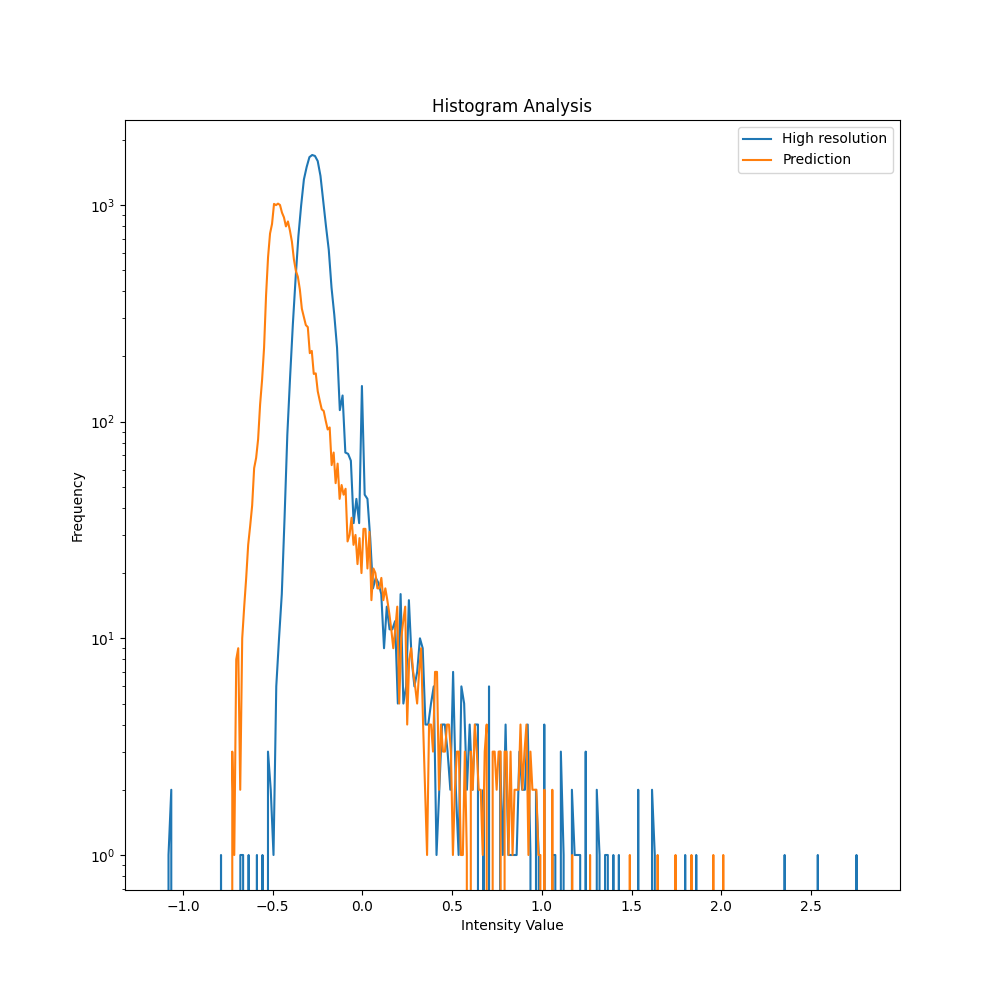 Histogram Analysis
High resolution
Prediction
Frequency
10³
10²
10¹
10⁰
−1.0 −0.5 0.0 0.5 1.0 1.5 2.0 2.5
Intensity Value